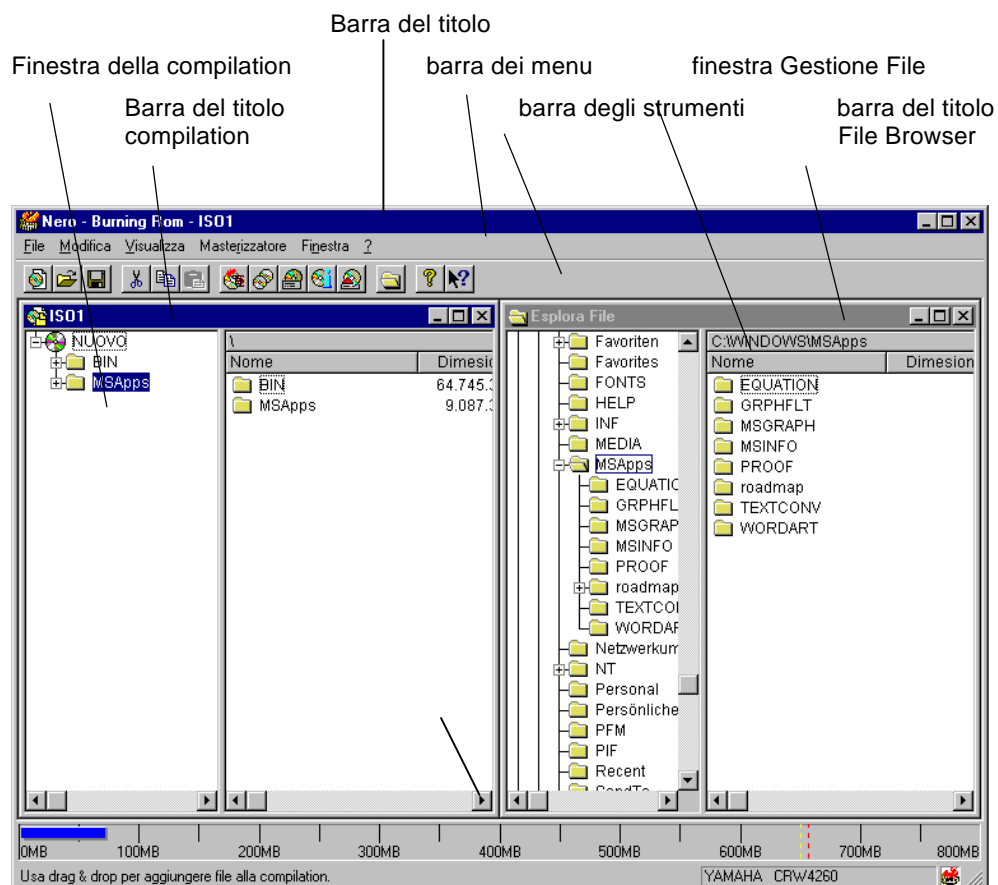 Barra del titolo
Finestra della compilation
barra dei menu
finestra Gestione File
Barra del titolo
compilation
barra degli strumenti
barra del titolo
File Browser
Nero - Burning Rom - ISO1
File Modifica Visualizza Masterizzatore Finestra ?
ISO1
NUOVO
BIN
MSApps
\
Nome Dimesio
BIN 64.745.3
MSApps 9.087.3
Esplora File
Favoriten
Favorites
FONTS
HELP
INF
MEDIA
MSApps
EQUATIO
GRPHFL
MSGRAP
MSINFO
PROOF
roadmap
TEXTCO
WORDAR
Netzwerkum
NT
Personal
Persönliche
PFM
PIF
Recent
SendTo
C:\WINDOWS\MSApps
Nome Dimesion
EQUATION
GRPHFLT
MSGRAPH
MSINFO
PROOF
roadmap
TEXTCONV
WORDART
0MB 100MB 200MB 300MB 400MB 500MB 600MB 700MB 800MB
Usa drag & drop per aggiungere file alla compilation.
YAMAHA CRW4260